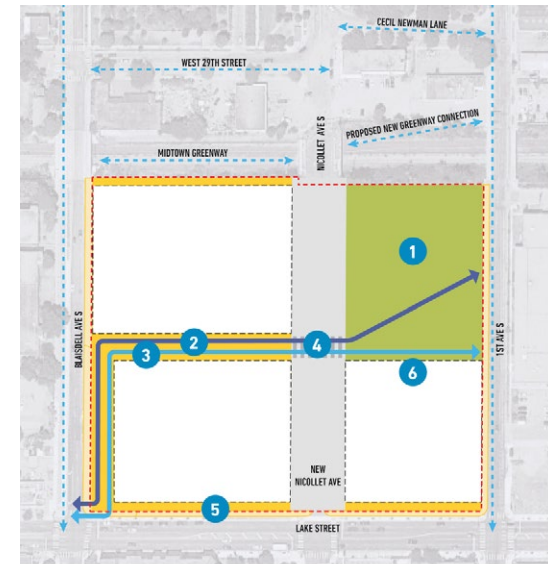 CECIL NEWMAN LANE
WEST 29TH STREET
NICOLLET AVE S
PROPOSED NEW GREENWAY CONNECTION
MIDTOWN GREENWAY
1
2
3
4
BLAISDELL AVE S
1ST AVE S
6
NEW
NICOLLET AVE
5
LAKE STREET